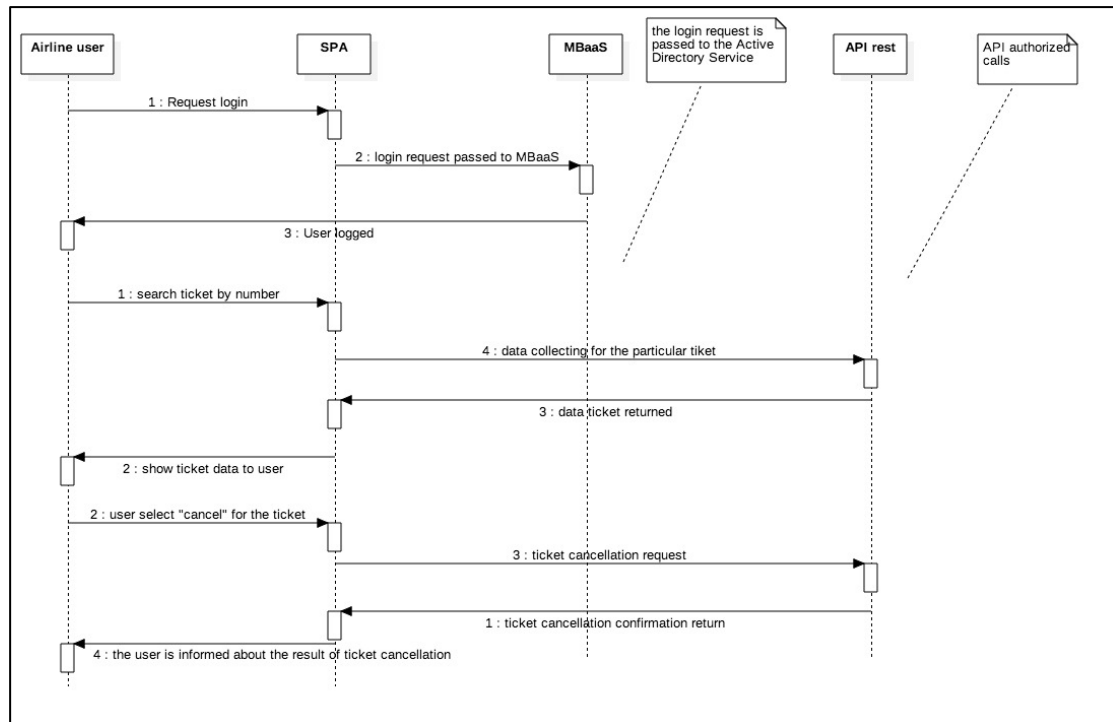 Airline user
SPA
MBaaS
the login request is
passed to the Active
Directory Service
API rest
API authorized
calls
1 : Request login
2 : login request passed to MBaaS
3 : User logged
1 : search ticket by number
4 : data collecting for the particular tiket
3 : data ticket returned
2 : show ticket data to user
2 : user select "cancel" for the ticket
3 : ticket cancellation request
1 : ticket cancellation confirmation return
4 : the user is informed about the result of ticket cancellation